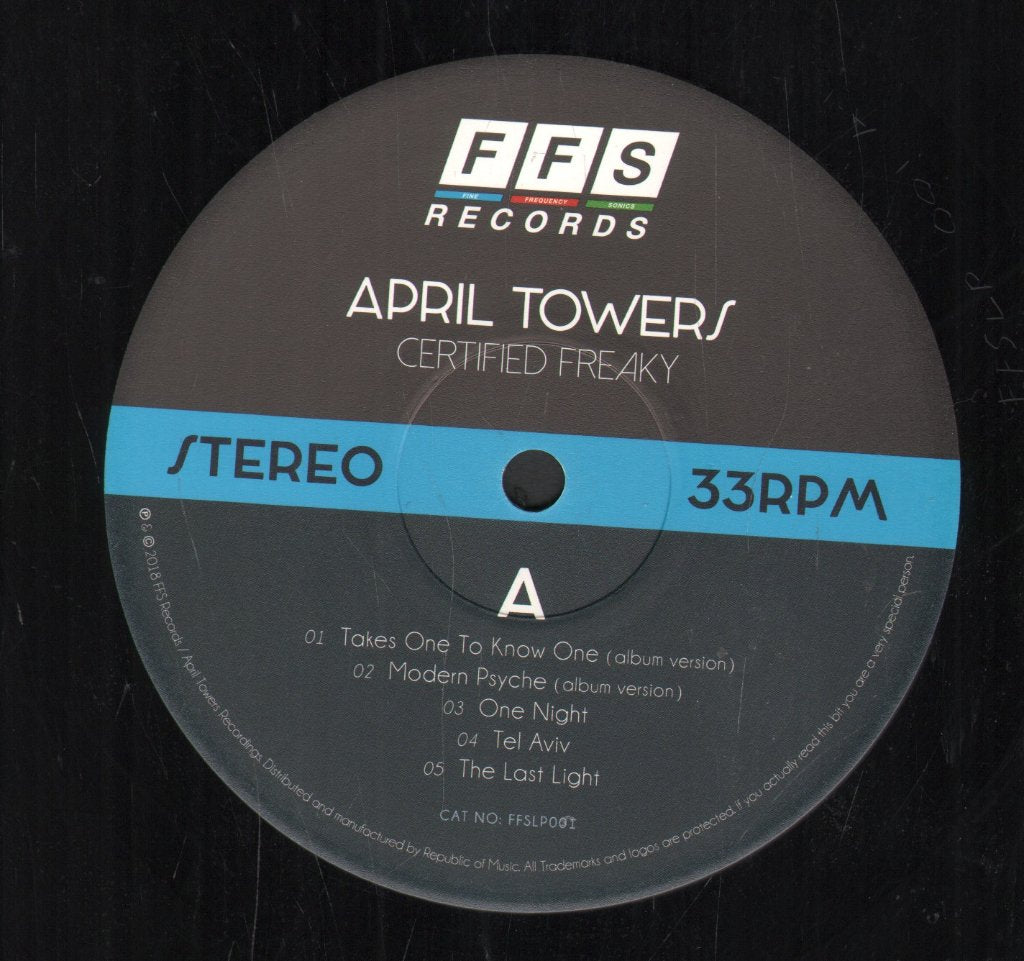 F F S
FINE FREQUENCY SONICS
RECORDS
APRIL TOWERS
CERTIFIED FREAKY
STEREO 33RPM
A
01 Takes One To Know One (album version)
02 Modern Psyche (album version)
03 One Night
04 Tel Aviv
05 The Last Light
CAT NO: FFSLP001
℗ & © 2018 FFS Records / April Towers Recordings. Distributed and manufactured by Republic of Music. All Trademarks and logos are protected. If you actually read this bit you are a very special person.